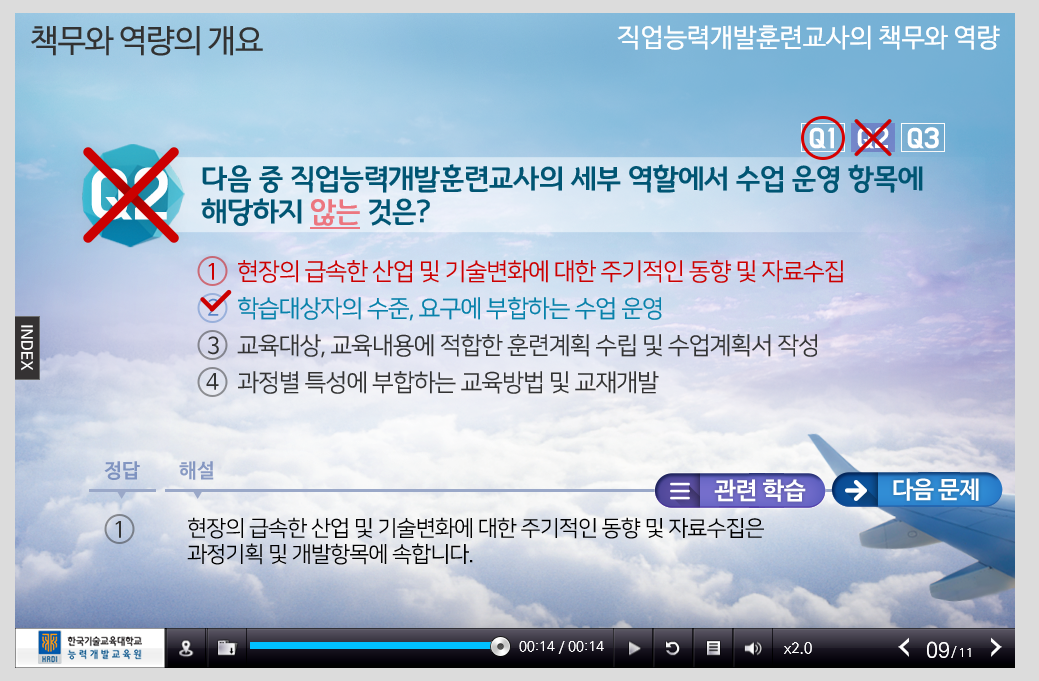 책무와 역량의 개요
직업능력개발훈련교사의 책무와 역량
Q1 Q2 Q3
Q2
다음 중 직업능력개발훈련교사의 세부 역할에서 수업 운영 항목에
해당하지 않는 것은?
① 현장의 급속한 산업 및 기술변화에 대한 주기적인 동향 및 자료수집
② 학습대상자의 수준, 요구에 부합하는 수업 운영
③ 교육대상, 교육내용에 적합한 훈련계획 수립 및 수업계획서 작성
④ 과정별 특성에 부합하는 교육방법 및 교재개발
INDEX
정답 해설
관련 학습 다음 문제
① 현장의 급속한 산업 및 기술변화에 대한 주기적인 동향 및 자료수집은
과정기획 및 개발항목에 속합니다.
HRDI 한국기술교육대학교
능력개발교육원
00:14 / 00:14
x2.0
09/11